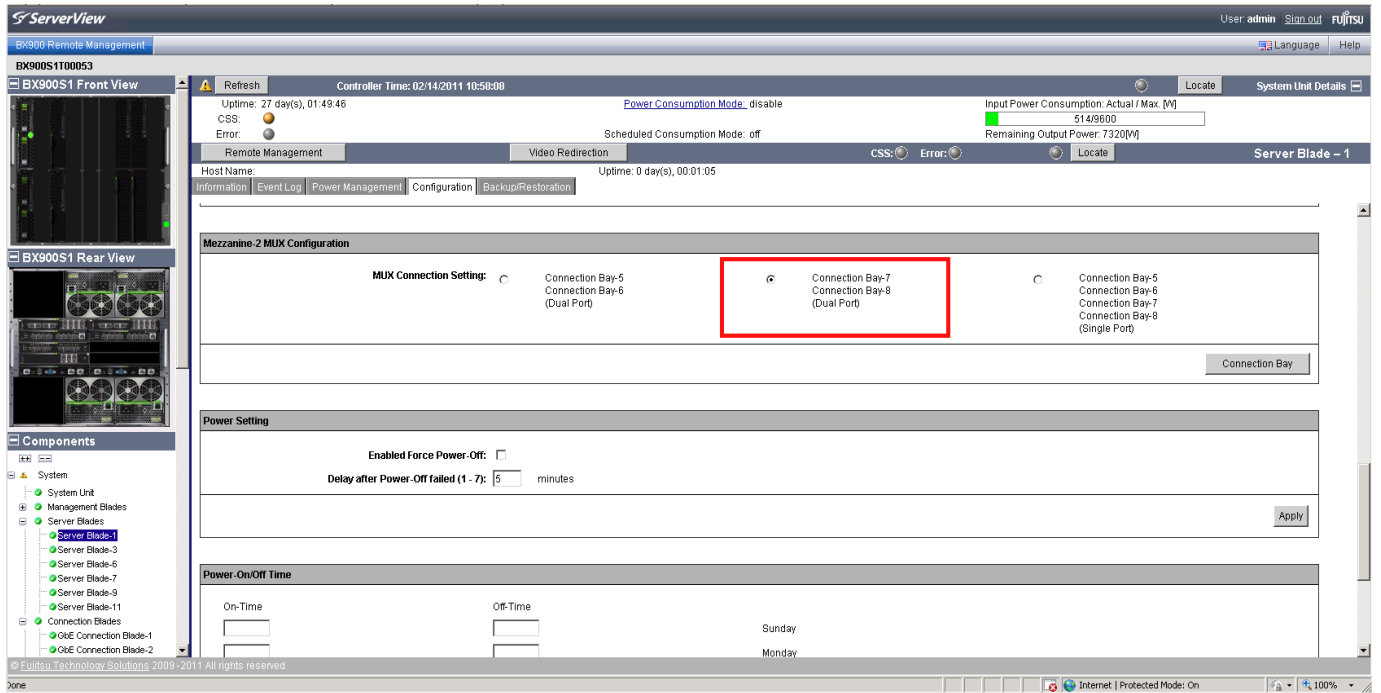 ServerView
User: admin Sign out FUJITSU
BX900 Remote Management
Language Help
BX900S1T00053
BX900S1 Front View
Refresh Controller Time: 02/14/2011 10:58:08 Locate System Unit Details
Uptime: 27 day(s), 01:49:46 Power Consumption Mode: disable Input Power Consumption: Actual / Max. [W]
CSS: 514/9600
Error: Scheduled Consumption Mode: off Remaining Output Power: 7320[W]
Remote Management Video Redirection CSS: Error: Locate Server Blade – 1
Host Name: Uptime: 0 day(s), 00:01:05
Information Event Log Power Management Configuration Backup/Restoration
Mezzanine-2 MUX Configuration
BX900S1 Rear View
MUX Connection Setting:
Connection Bay-5
Connection Bay-6
(Dual Port)
Connection Bay-7
Connection Bay-8
(Dual Port)
Connection Bay-5
Connection Bay-6
Connection Bay-7
Connection Bay-8
(Single Port)
Connection Bay
Power Setting
Enabled Force Power-Off:
Delay after Power-Off failed (1 - 7): 5 minutes
Apply
Power-On/Off Time
On-Time Off-Time
Sunday
Monday
Components
System
System Unit
Management Blades
Server Blades
Server Blade-1
Server Blade-3
Server Blade-6
Server Blade-7
Server Blade-9
Server Blade-11
Connection Blades
GbE Connection Blade-1
GbE Connection Blade-2
© Fujitsu Technology Solutions 2009 -2011 All rights reserved
Done Internet | Protected Mode: On 100%